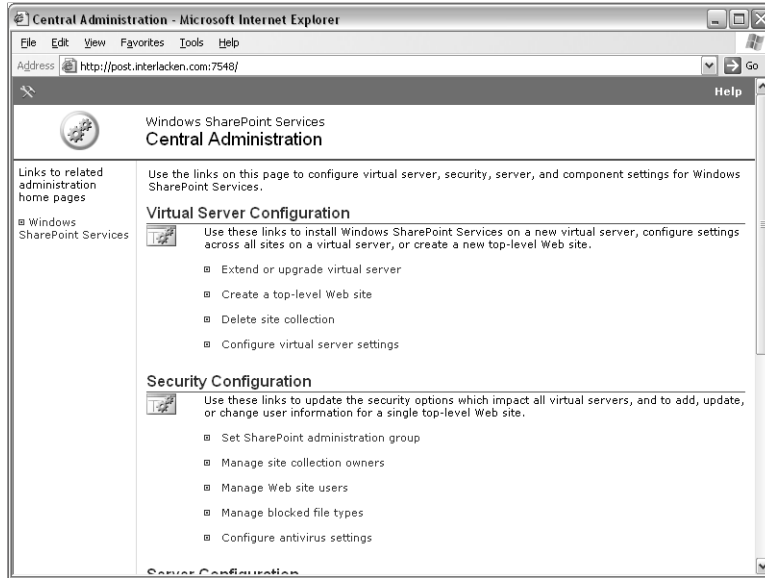 Central Administration - Microsoft Internet Explorer
File Edit View Favorites Tools Help
Address http://post.interlacken.com:7548/ Go
Help
Windows SharePoint Services
Central Administration
Links to related
administration
home pages
Windows
SharePoint Services
Use the links on this page to configure virtual server, security, server, and component settings for Windows
SharePoint Services.
Virtual Server Configuration
Use these links to install Windows SharePoint Services on a new virtual server, configure settings
across all sites on a virtual server, or create a new top-level Web site.
Extend or upgrade virtual server
Create a top-level Web site
Delete site collection
Configure virtual server settings
Security Configuration
Use these links to update the security options which impact all virtual servers, and to add, update,
or change user information for a single top-level Web site.
Set SharePoint administration group
Manage site collection owners
Manage Web site users
Manage blocked file types
Configure antivirus settings
Server Configuration